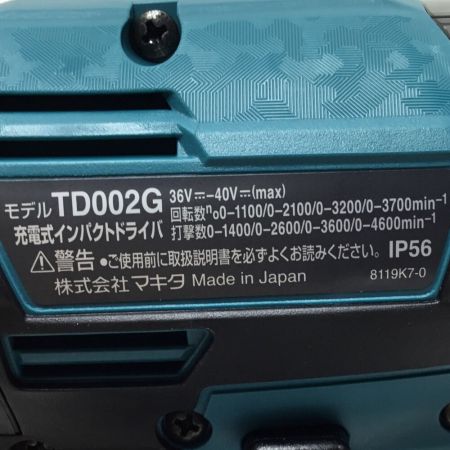 モデル TD002G 36V⎓-40V⎓(max)
回転数n₀0-1100/0-2100/0-3200/0-3700min⁻¹
充電式インパクトドライバ 打撃数0-1400/0-2600/0-3600/0-4600min⁻¹
⚠警告 •ご使用前に取扱説明書を必ずよくお読みください。 IP56
株式会社マキタ Made in Japan 8119K7-0